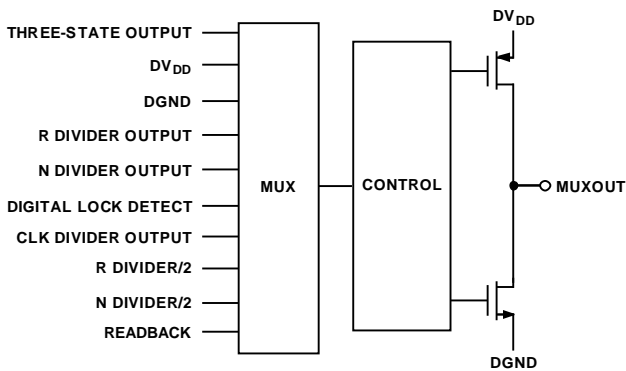 THREE-STATE OUTPUT
DVDD
DGND
R DIVIDER OUTPUT
N DIVIDER OUTPUT
DIGITAL LOCK DETECT
CLK DIVIDER OUTPUT
R DIVIDER/2
N DIVIDER/2
READBACK
MUX
CONTROL
DVDD
MUXOUT
DGND